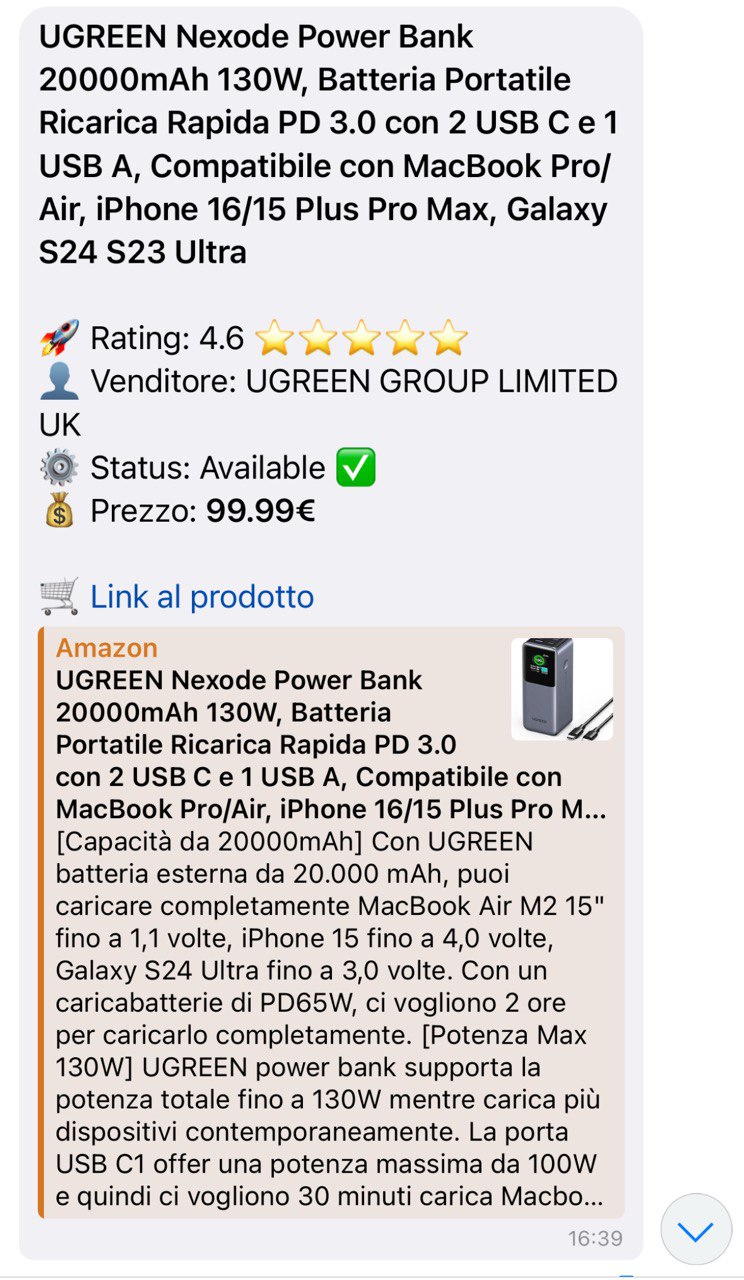 UGREEN Nexode Power Bank
20000mAh 130W, Batteria Portatile
Ricarica Rapida PD 3.0 con 2 USB C e 1
USB A, Compatibile con MacBook Pro/
Air, iPhone 16/15 Plus Pro Max, Galaxy
S24 S23 Ultra
🚀 Rating: 4.6 ⭐⭐⭐⭐⭐
👤 Venditore: UGREEN GROUP LIMITED
UK
⚙️ Status: Available ✅
💰 Prezzo: 99.99€
🛒 Link al prodotto
Amazon
UGREEN Nexode Power Bank
20000mAh 130W, Batteria
Portatile Ricarica Rapida PD 3.0
con 2 USB C e 1 USB A, Compatibile con
MacBook Pro/Air, iPhone 16/15 Plus Pro M...
[Capacità da 20000mAh] Con UGREEN
batteria esterna da 20.000 mAh, puoi
caricare completamente MacBook Air M2 15"
fino a 1,1 volte, iPhone 15 fino a 4,0 volte,
Galaxy S24 Ultra fino a 3,0 volte. Con un
caricabatterie di PD65W, ci vogliono 2 ore
per caricarlo completamente. [Potenza Max
130W] UGREEN power bank supporta la
potenza totale fino a 130W mentre carica più
dispositivi contemporaneamente. La porta
USB C1 offer una potenza massima da 100W
e quindi ci vogliono 30 minuti carica Macbo...
16:39